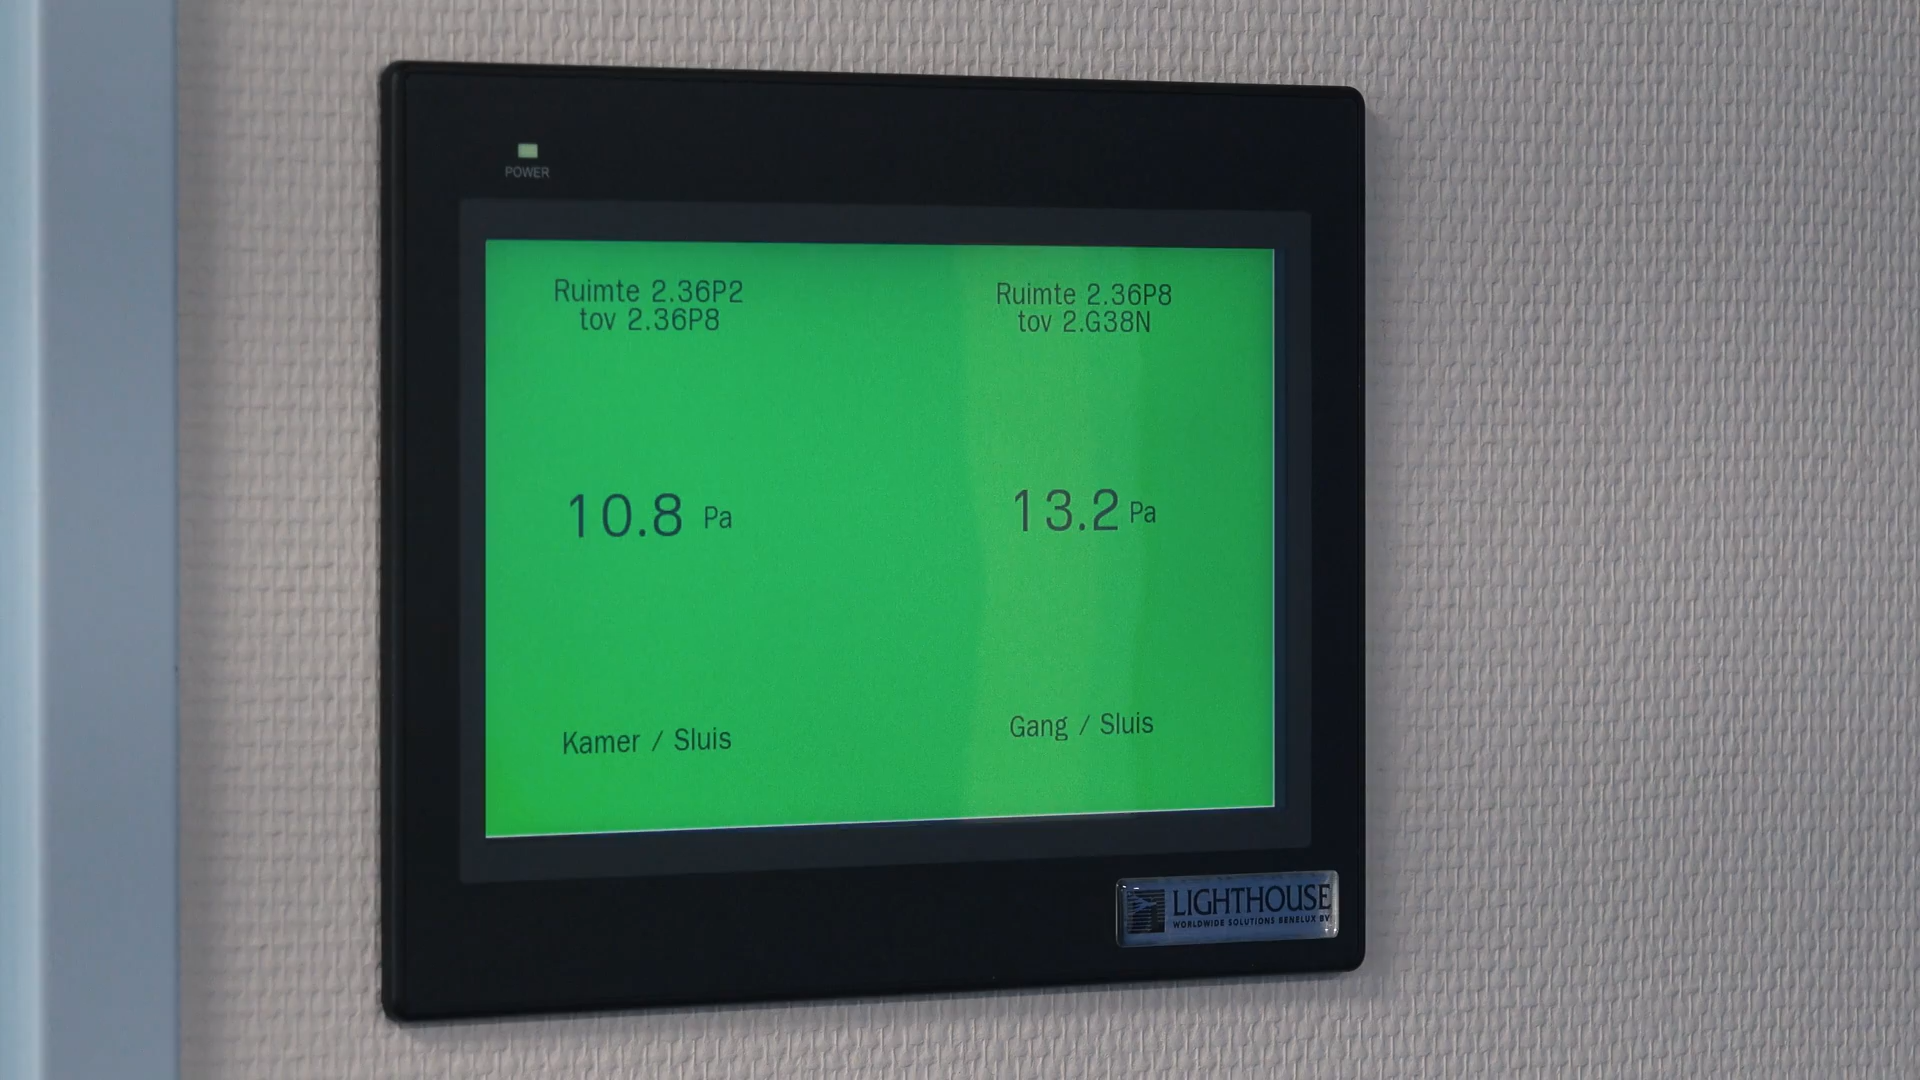 POWER
Ruimte 2.36P2
tov 2.36P8
10.8 Pa
Kamer / Sluis
Ruimte 2.36P8
tov 2.G38N
13.2 Pa
Gang / Sluis
LIGHTHOUSE
WORLDWIDE SOLUTIONS BENELUX BV